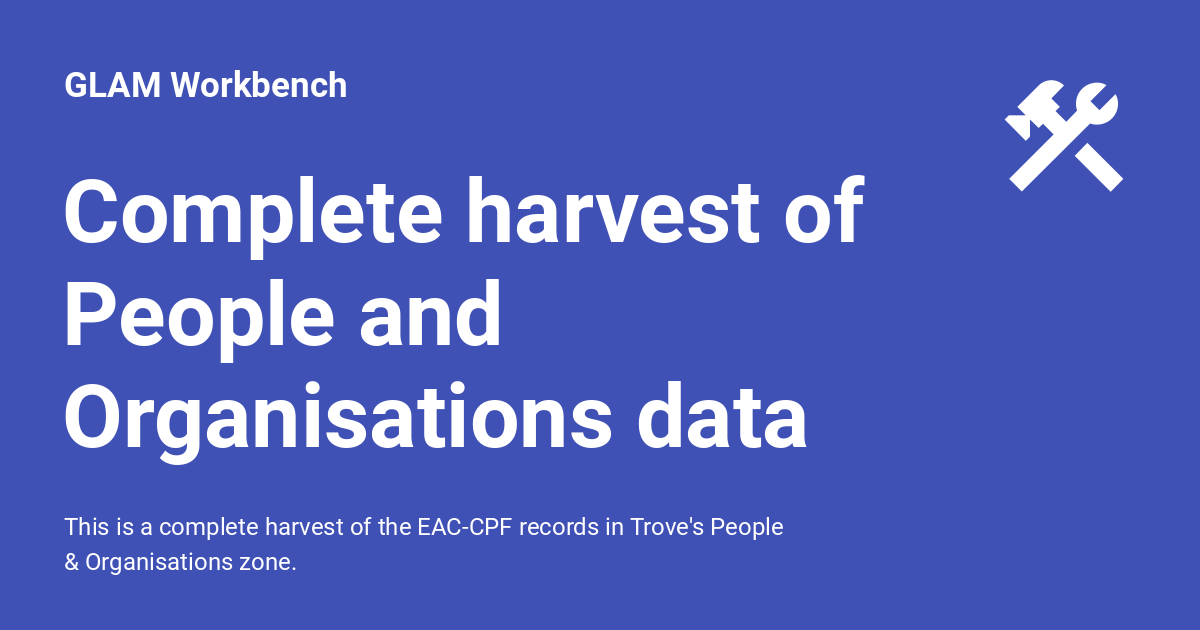 GLAM Workbench
Complete harvest of
People and
Organisations data
This is a complete harvest of the EAC-CPF records in Trove's People
& Organisations zone.